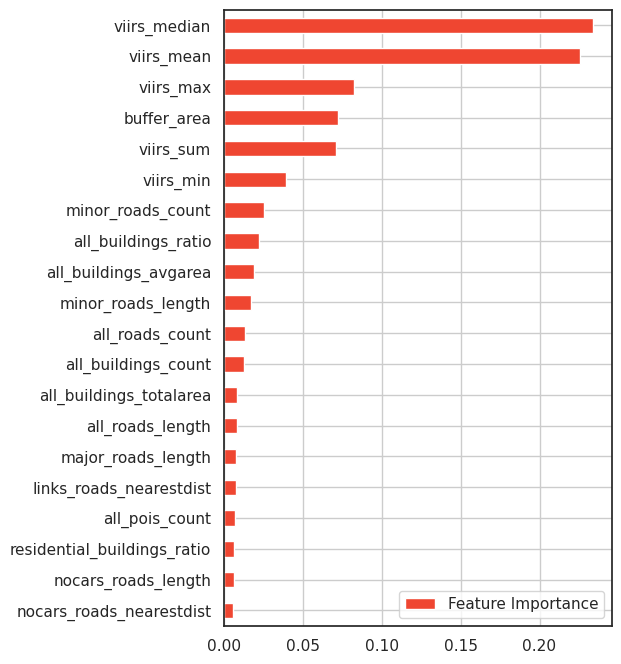 viirs_median
viirs_mean
viirs_max
buffer_area
viirs_sum
viirs_min
minor_roads_count
all_buildings_ratio
all_buildings_avgarea
minor_roads_length
all_roads_count
all_buildings_count
all_buildings_totalarea
all_roads_length
major_roads_length
links_roads_nearestdist
all_pois_count
residential_buildings_ratio
nocars_roads_length
nocars_roads_nearestdist
Feature Importance
0.00 0.05 0.10 0.15 0.20